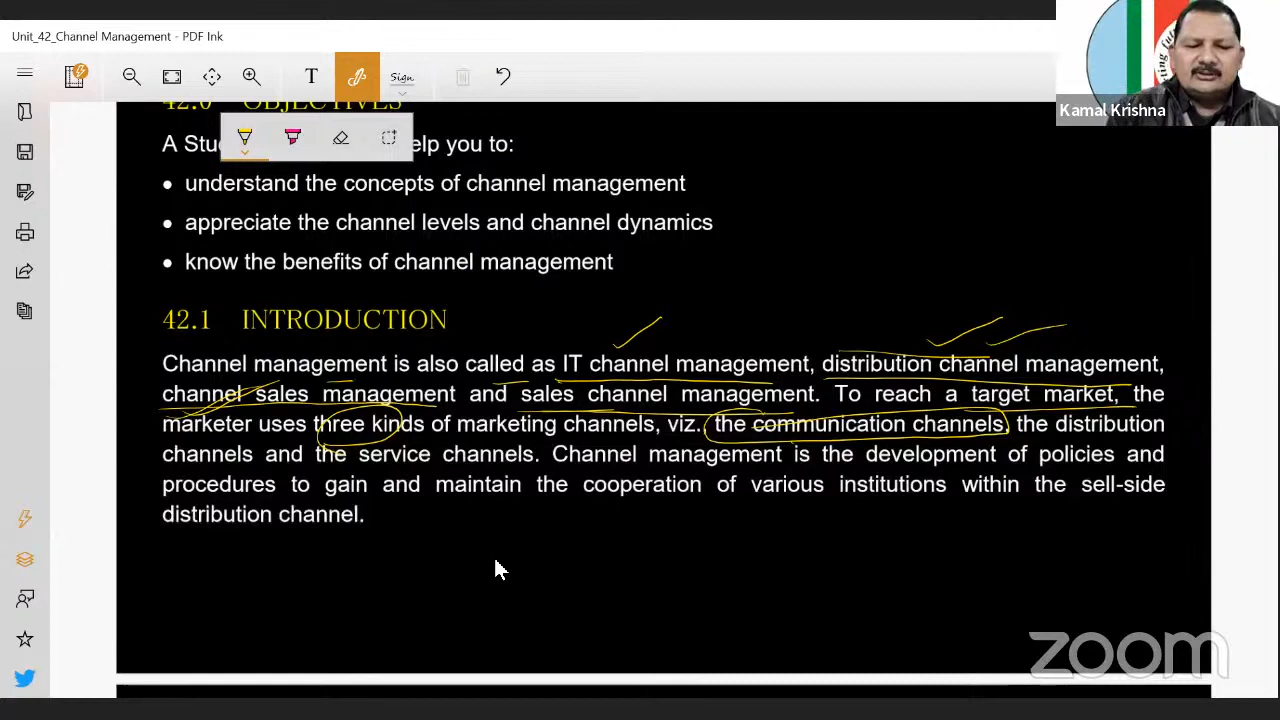 Unit_42_Channel Management - PDF Ink
T
Sign
Kamal Krishna
42.0 OBJECTIVES
A Stu elp you to:
• understand the concepts of channel management
• appreciate the channel levels and channel dynamics
• know the benefits of channel management
42.1 INTRODUCTION
Channel management is also called as IT channel management, distribution channel management,
channel sales management and sales channel management. To reach a target market, the
marketer uses three kinds of marketing channels, viz., the communication channels, the distribution
channels and the service channels. Channel management is the development of policies and
procedures to gain and maintain the cooperation of various institutions within the sell-side
distribution channel.
zoom